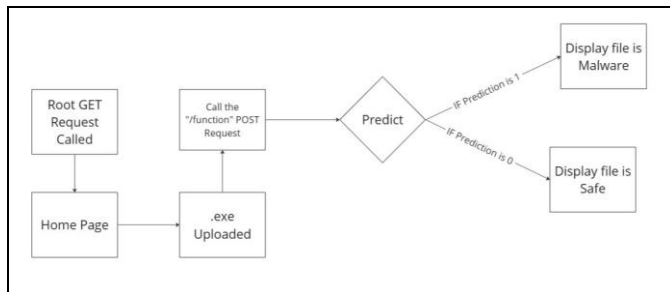 Root GET
Request
Called
Home Page
.exe
Uploaded
Call the
"/function" POST
Request
Predict
IF Prediction is 1
Display file is
Malware
IF Prediction is 0
Display file is
Safe